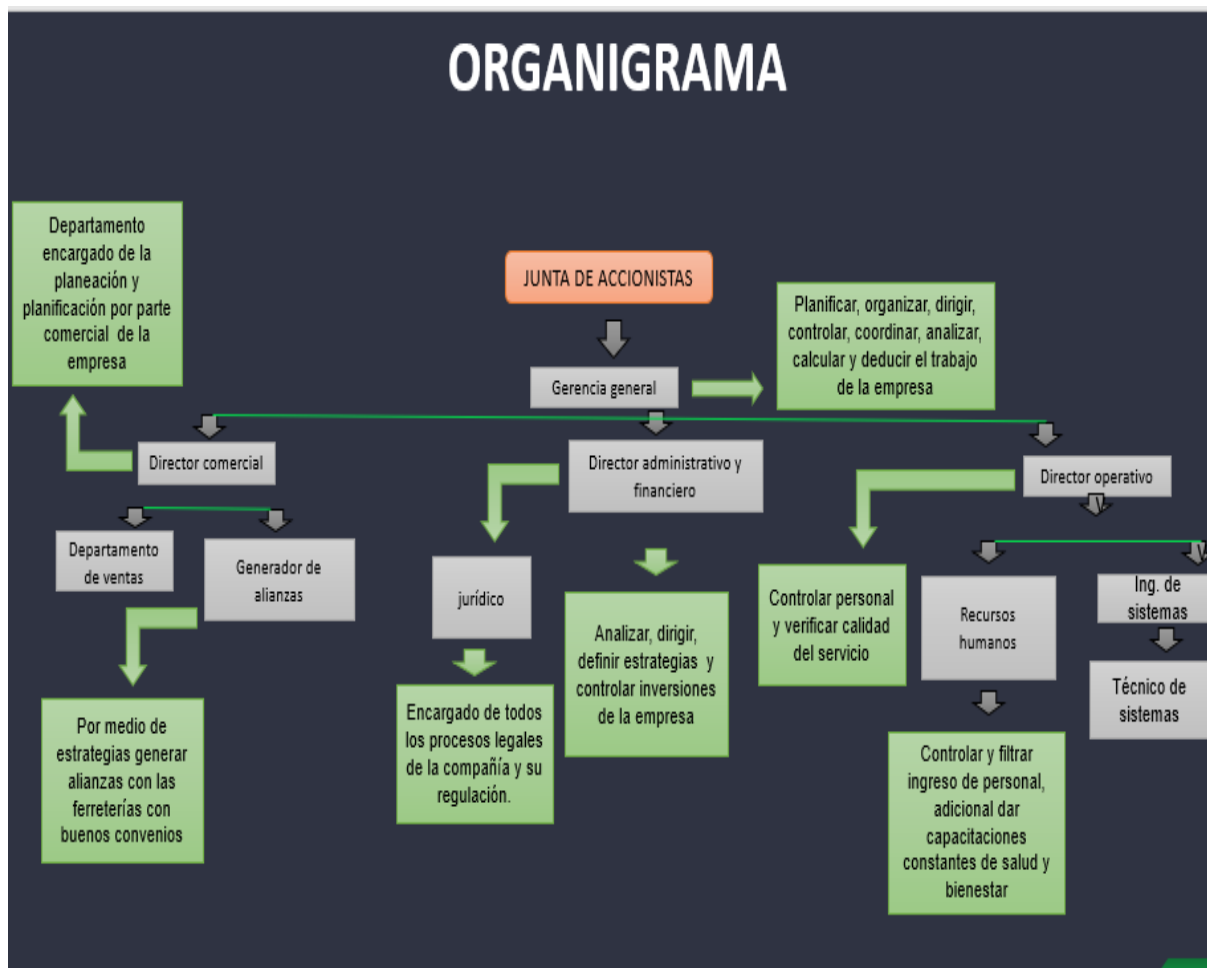 ORGANIGRAMA
Departamento
encargado de la
planeación y
planificación por parte
comercial de la
empresa
JUNTA DE ACCIONISTAS
Planificar, organizar, dirigir,
controlar, coordinar, analizar,
calcular y deducir el trabajo
de la empresa
Gerencia general
Director comercial
Director administrativo y
financiero
Director operativo
Departamento
de ventas
Generador de
alianzas
jurídico
Analizar, dirigir,
definir estrategias y
controlar inversiones
de la empresa
Controlar personal
y verificar calidad
del servicio
Recursos
humanos
Ing. de
sistemas
Técnico de
sistemas
Por medio de
estrategias generar
alianzas con las
ferreterías con
buenos convenios
Encargado de todos
los procesos legales
de la compañía y su
regulación.
Controlar y filtrar
ingreso de personal,
adicional dar
capacitaciones
constantes de salud y
bienestar